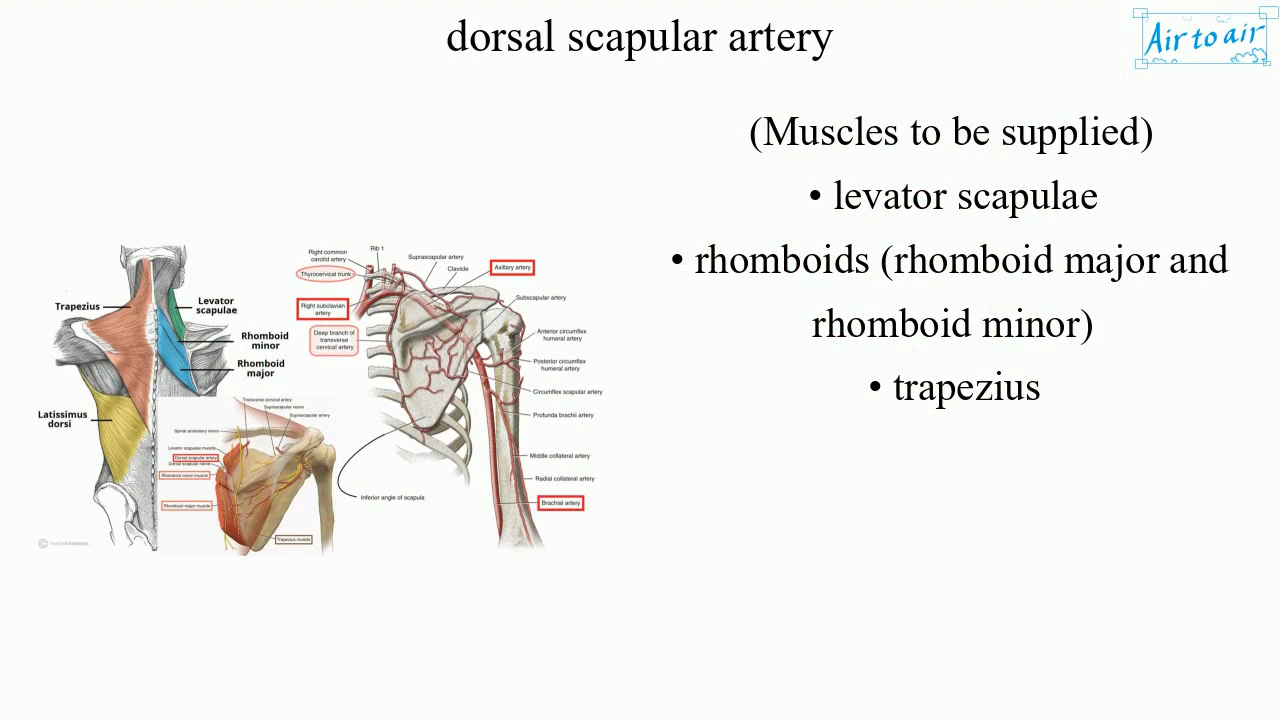 dorsal scapular artery
Air to air
(Muscles to be supplied)
• levator scapulae
• rhomboids (rhomboid major and
rhomboid minor)
• trapezius
Trapezius
Levator
scapulae
Rhomboid
minor
Rhomboid
major
Latissimus
dorsi
Right common
carotid artery
Rib 1
Thyrocervical trunk
Suprascapular artery
Clavicle
Axillary artery
Right subclavian
artery
Subscapular artery
Deep branch of
transverse
cervical artery
Anterior circumflex
humeral artery
Posterior circumflex
humeral artery
Circumflex scapular artery
Profunda brachii artery
Middle collateral artery
Radial collateral artery
Brachial artery
Inferior angle of scapula
Transverse cervical artery
Suprascapular nerve
Suprascapular artery
Spinal accessory nerve
Levator scapulae muscle
Dorsal scapular artery
Dorsal scapular nerve
Rhomboid minor muscle
Rhomboid major muscle
Trapezius muscle